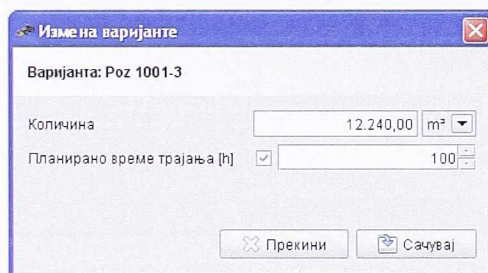 Измена варијанте
Варијанта: Poz 1001-3
Количина 12.240,00 m³
Планирано време трајања [h] 100
Прекини Сачувај